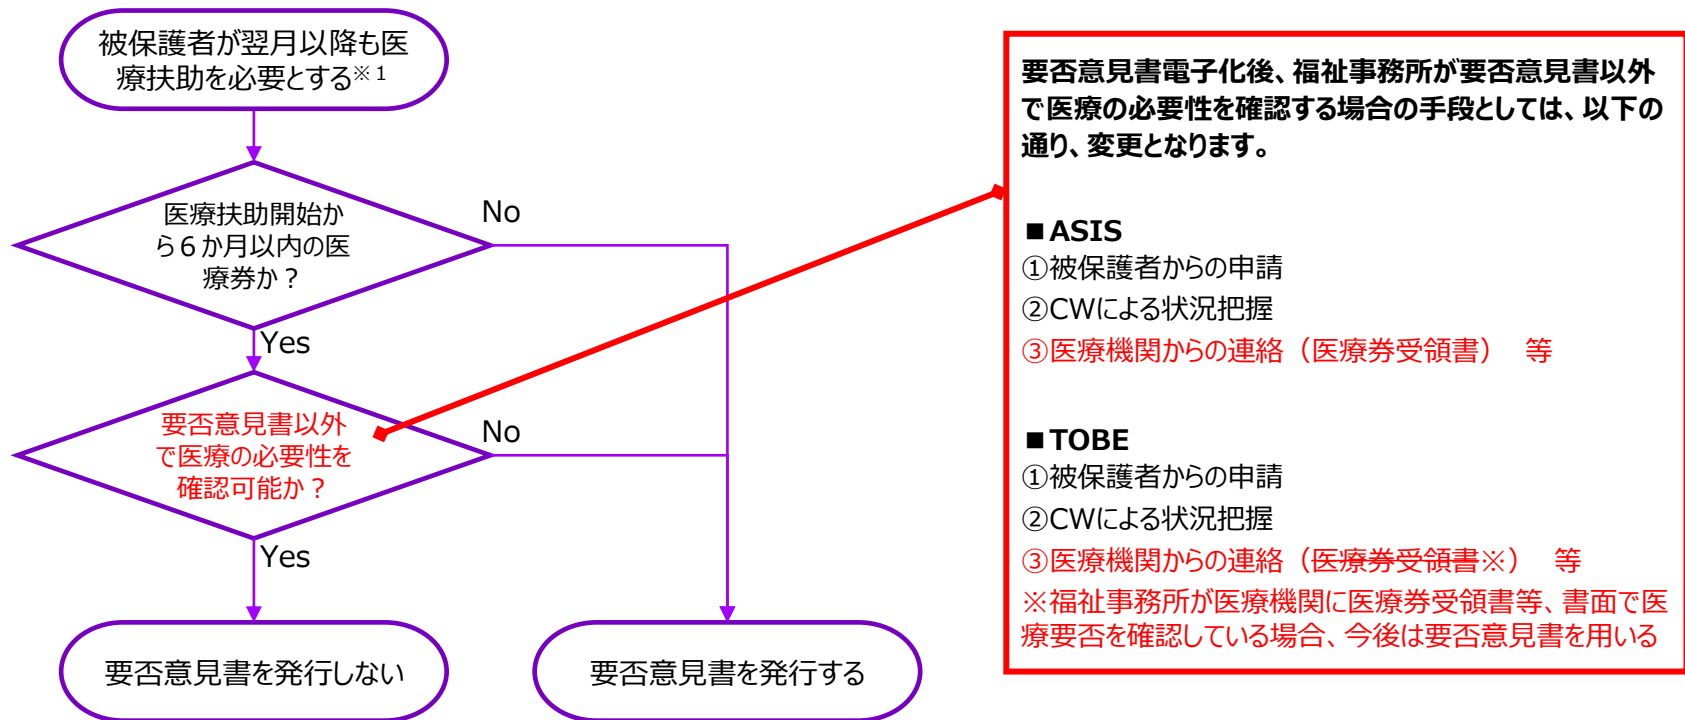 被保護者が翌月以降も医
療扶助を必要とする※1
医療扶助開始か
ら６か月以内の医
療券か？
No
Yes
要否意見書以外
で医療の必要性を
確認可能か？
No
Yes
要否意見書を発行しない
要否意見書を発行する
要否意見書電子化後、福祉事務所が要否意見書以外
で医療の必要性を確認する場合の手段としては、以下の
通り、変更となります。
■ASIS
①被保護者からの申請
②CWによる状況把握
③医療機関からの連絡（医療券受領書）　等
■TOBE
①被保護者からの申請
②CWによる状況把握
③医療機関からの連絡（医療券受領書※）　等
※福祉事務所が医療機関に医療券受領書等、書面で医
療要否を確認している場合、今後は要否意見書を用いる